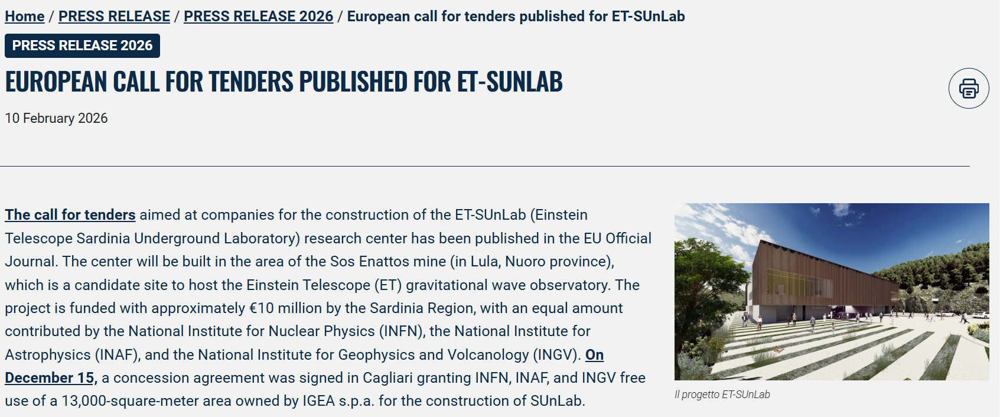 Home / PRESS RELEASE / PRESS RELEASE 2026 / European call for tenders published for ET-SUnLab
PRESS RELEASE 2026
EUROPEAN CALL FOR TENDERS PUBLISHED FOR ET-SUNLAB
10 February 2026
The call for tenders aimed at companies for the construction of the ET-SUnLab (Einstein
Telescope Sardinia Underground Laboratory) research center has been published in the EU Official
Journal. The center will be built in the area of the Sos Enattos mine (in Lula, Nuoro province),
which is a candidate site to host the Einstein Telescope (ET) gravitational wave observatory. The
project is funded with approximately €10 million by the Sardinia Region, with an equal amount
contributed by the National Institute for Nuclear Physics (INFN), the National Institute for
Astrophysics (INAF), and the National Institute for Geophysics and Volcanology (INGV). On
December 15, a concession agreement was signed in Cagliari granting INFN, INAF, and INGV free
use of a 13,000-square-meter area owned by IGEA s.p.a. for the construction of SUnLab.
Il progetto ET-SUnLab